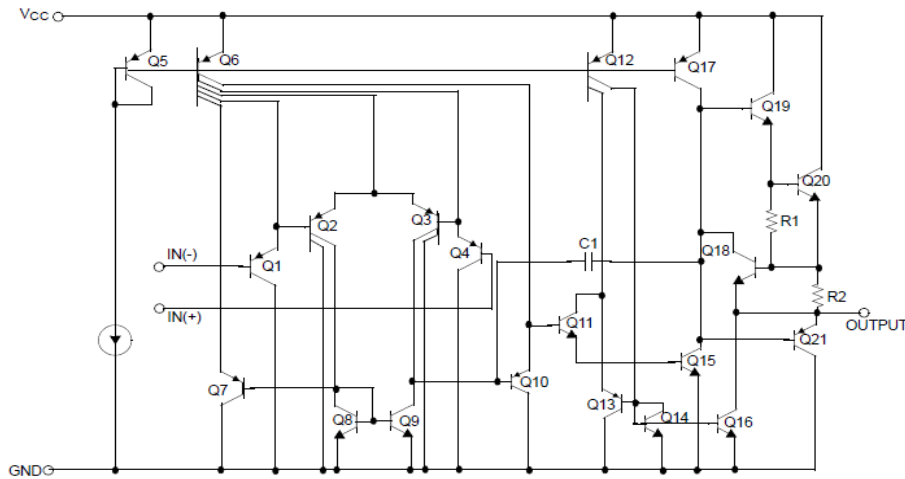 Vcc
Q5
Q6
Q12
Q17
Q19
Q20
Q2
Q3
R1
Q18
Q4
C1
IN(-)
Q1
R2
IN(+)
Q11
OUTPUT
Q21
Q15
Q7
Q10
Q8
Q9
Q13
Q14
Q16
GND